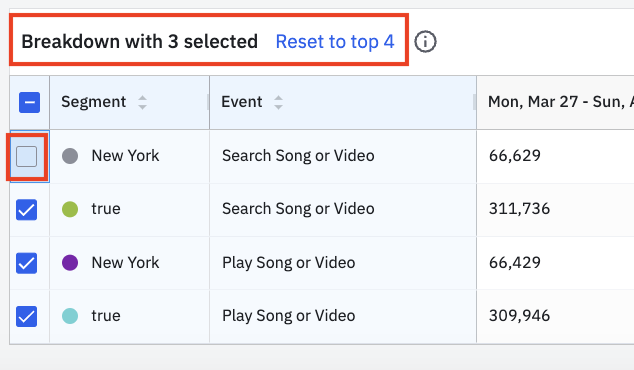 Breakdown with 3 selected Reset to top 4
Segment Event Mon, Mar 27 - Sun,
New York Search Song or Video 66,629
true Search Song or Video 311,736
New York Play Song or Video 66,429
true Play Song or Video 309,946